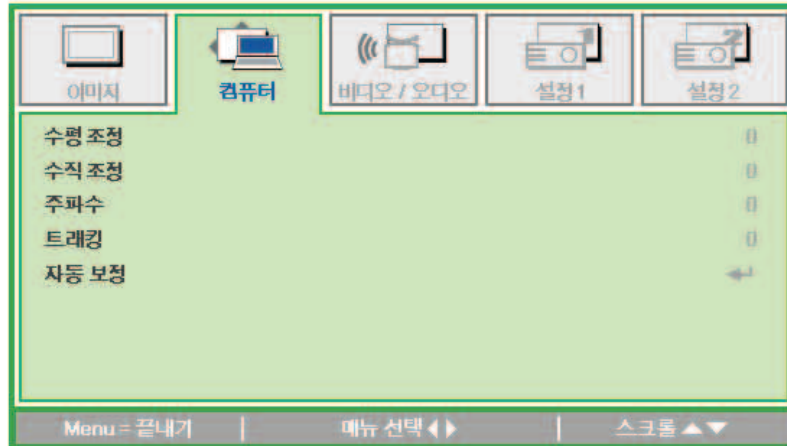 이미지
컴퓨터
비디오 / 오디오
설정 1
설정 2
수평 조정 0
수직 조정 0
주파수 0
트래킹 0
자동 보정
Menu = 끝내기 | 메뉴 선택 ◀ ▶ | 스크롤 ▲ ▼